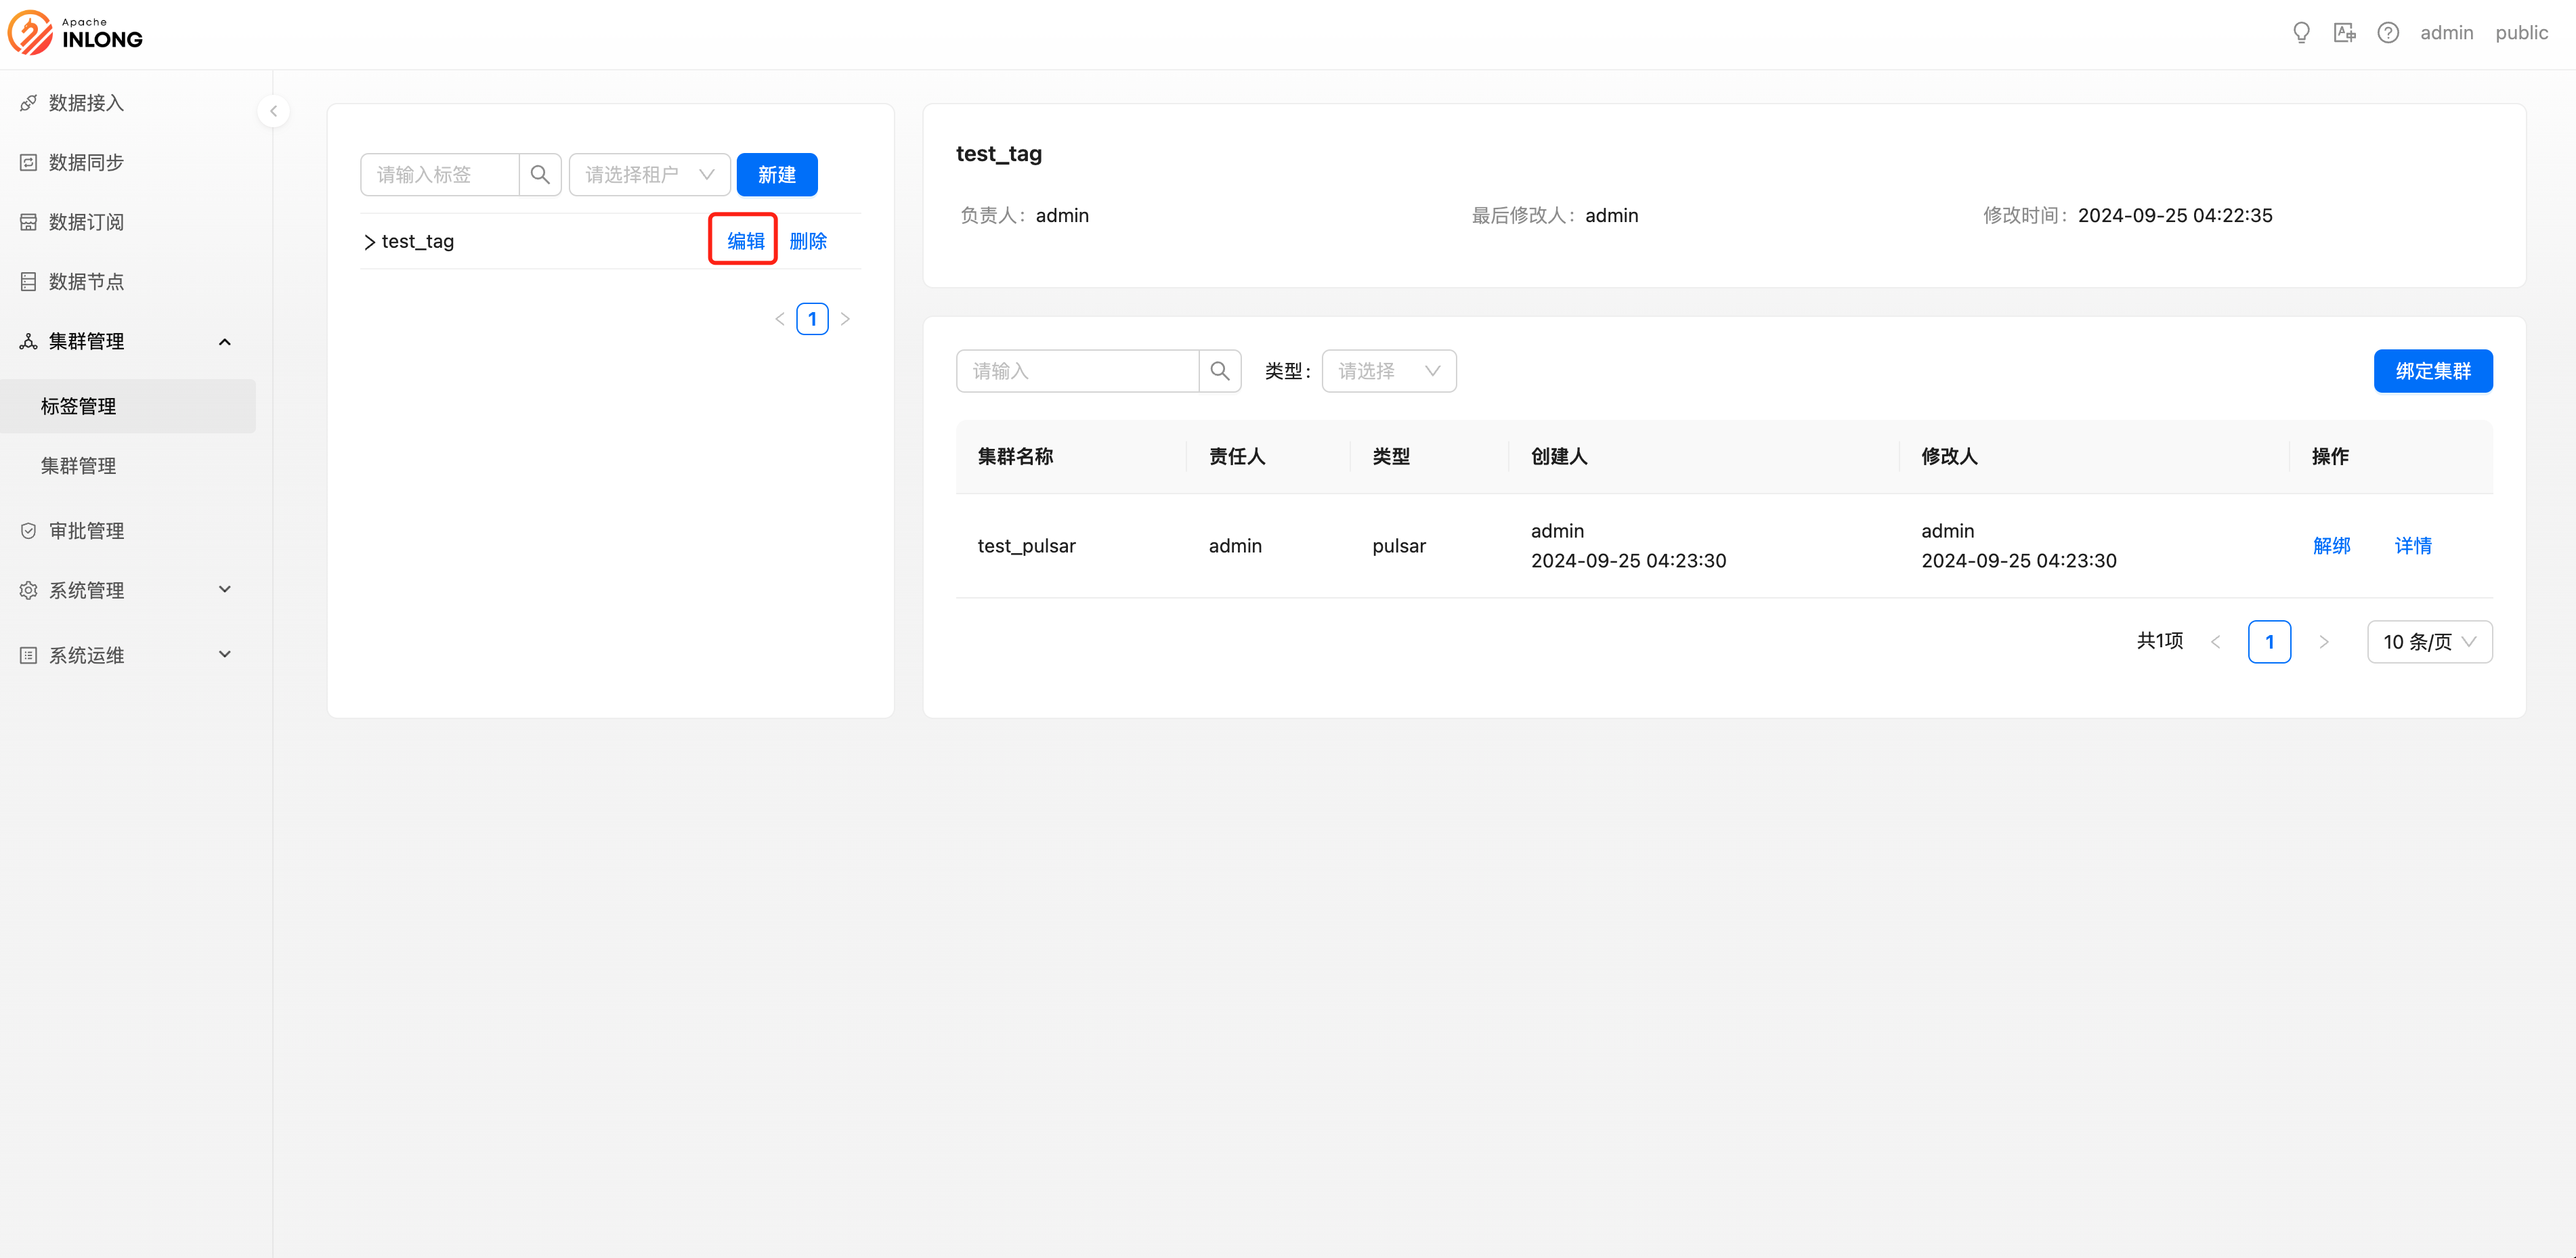 Apache
INLONG
admin public
数据接入
数据同步
数据订阅
数据节点
集群管理
标签管理
集群管理
审批管理
系统管理
系统运维
请输入标签 请选择租户 新建
test_tag 编辑 删除
1
test_tag
负责人： admin 最后修改人： admin 修改时间： 2024-09-25 04:22:35
请输入 类型： 请选择 绑定集群
集群名称 责任人 类型 创建人 修改人 操作
test_pulsar admin pulsar admin admin 解绑 详情
2024-09-25 04:23:30 2024-09-25 04:23:30
共1项 1 10 条/页